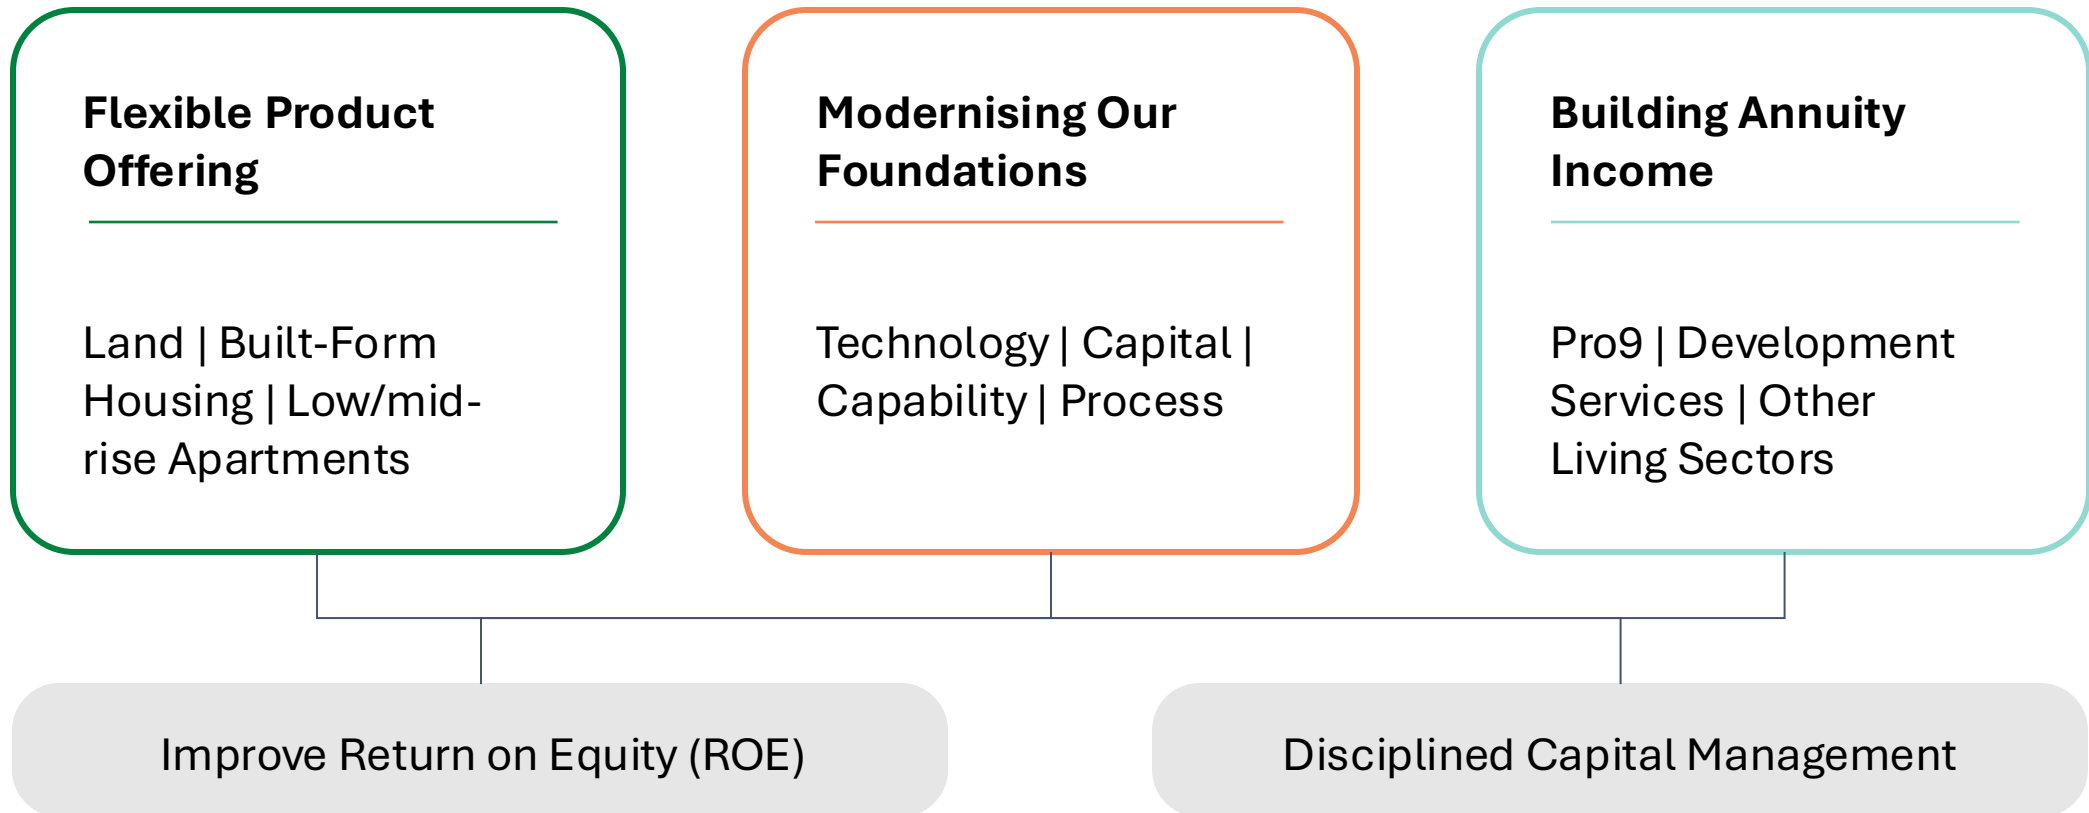 Flexible Product
Offering
Land | Built-Form
Housing | Low/mid-
rise Apartments
Modernising Our
Foundations
Technology | Capital |
Capability | Process
Building Annuity
Income
Pro9 | Development
Services | Other
Living Sectors
Improve Return on Equity (ROE)
Disciplined Capital Management